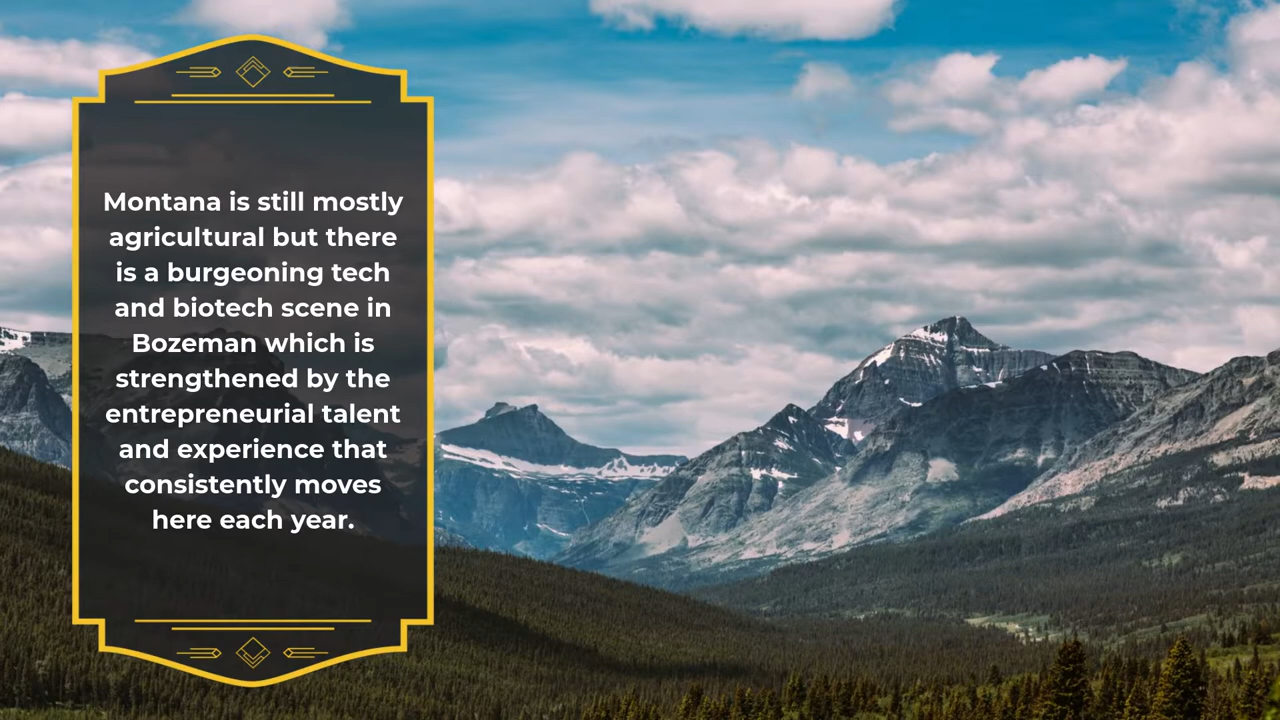 Montana is still mostly
agricultural but there
is a burgeoning tech
and biotech scene in
Bozeman which is
strengthened by the
entrepreneurial talent
and experience that
consistently moves
here each year.